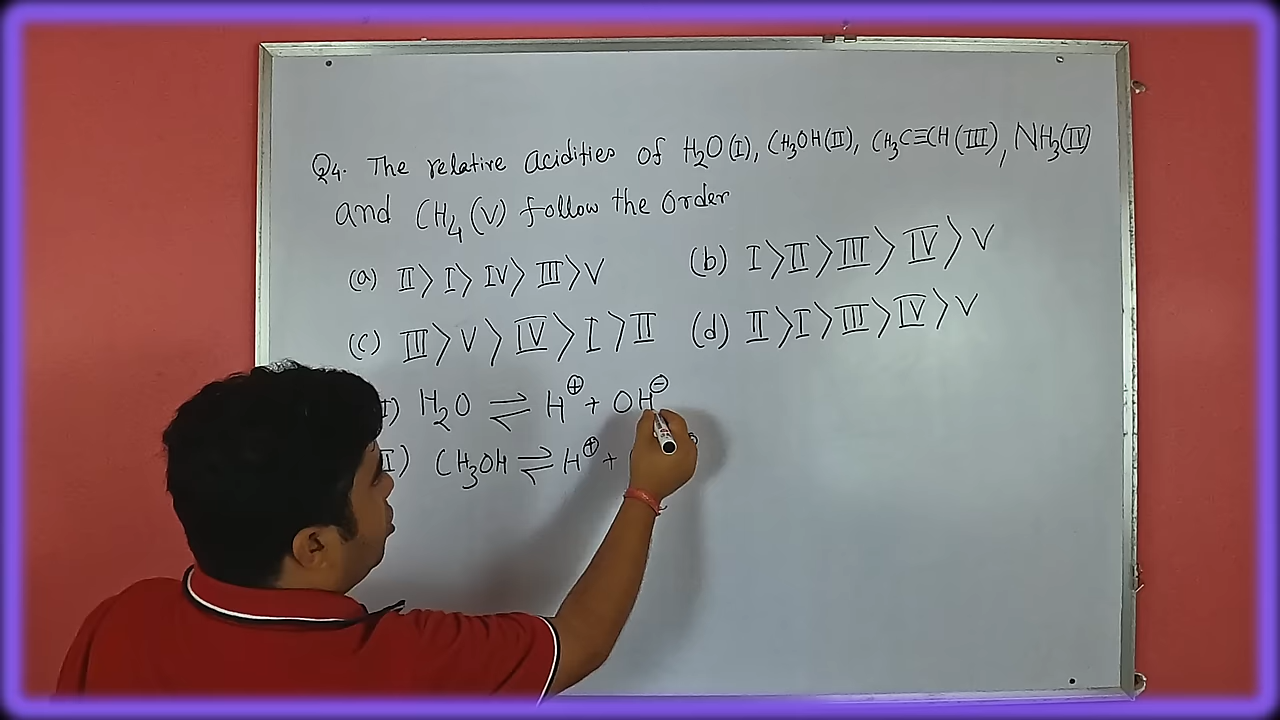 Q4. The relative acidities of H₂O(I), CH₃OH(II), CH₃C≡CH(III), NH₃(IV)
and CH₄(V) follow the order
(a) II>I>IV>III>V (b) I>II>III>IV>V
(c) III>V>IV>I>II (d) II>I>III>IV>V
I) H₂O ⇌ H⊕ + OH⊖
I) CH₃OH ⇌ H⊕ +